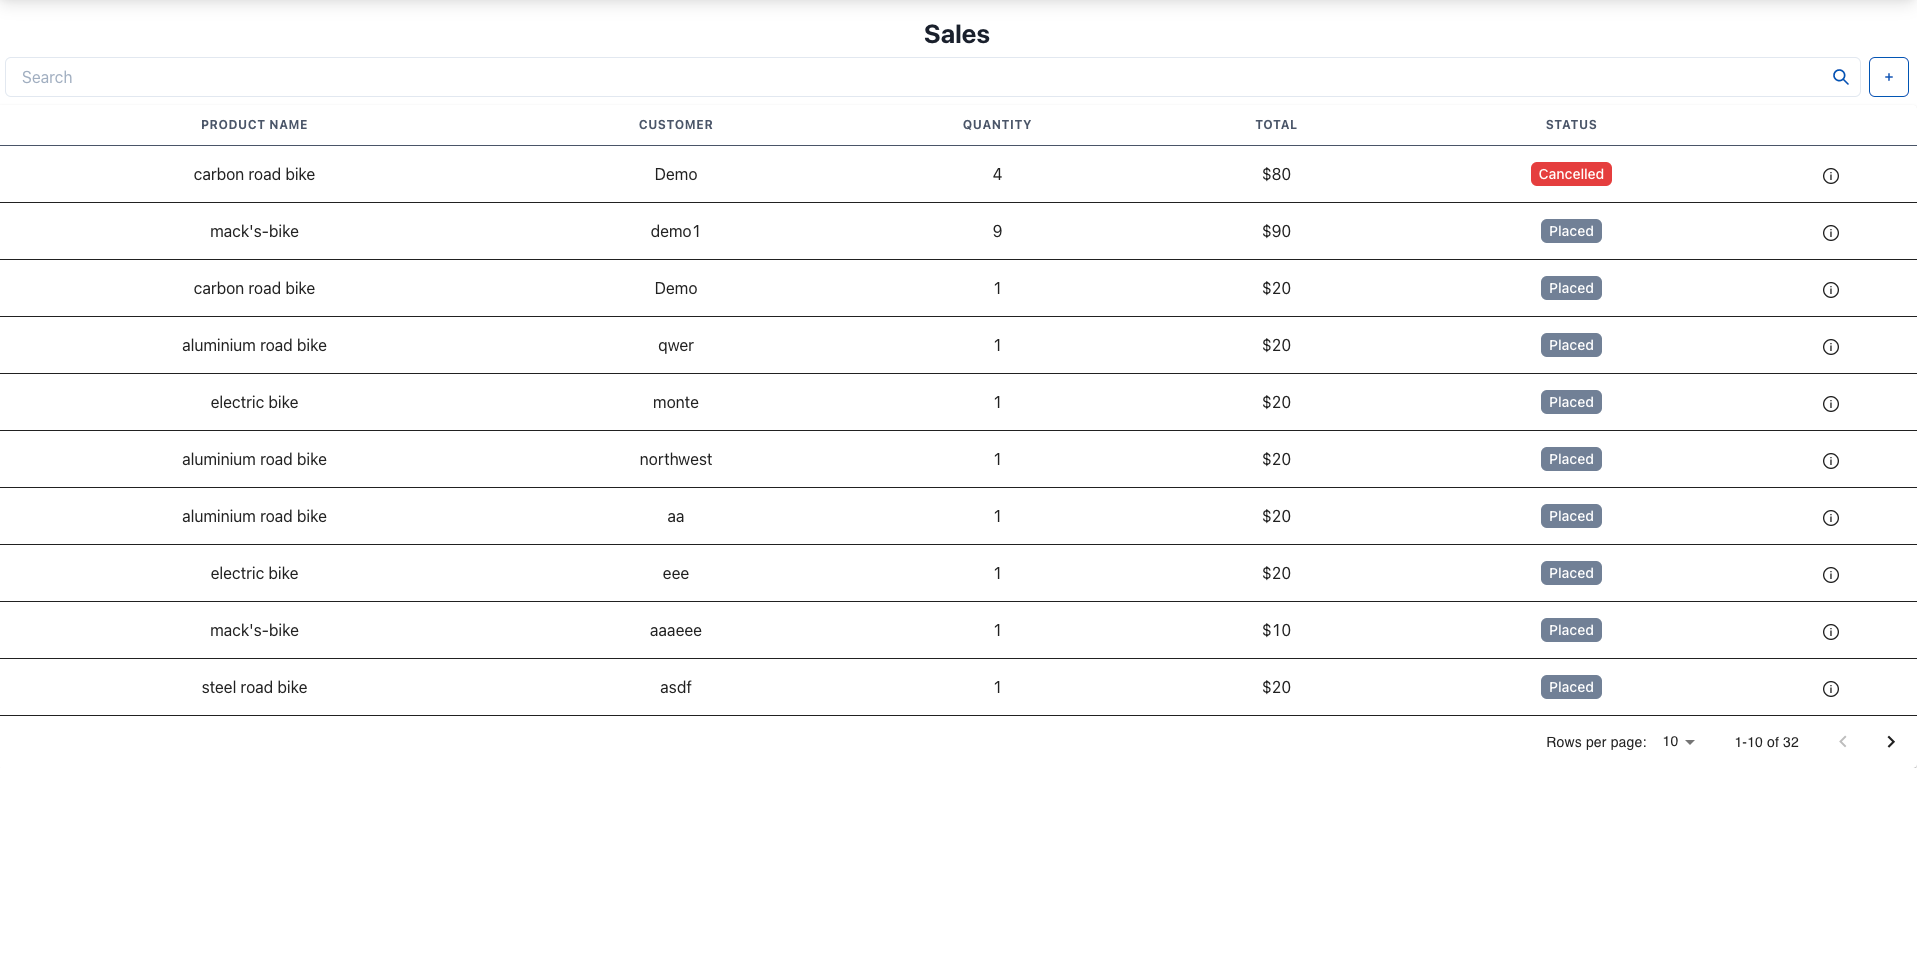 Sales
Search
+
PRODUCT NAME CUSTOMER QUANTITY TOTAL STATUS
carbon road bike Demo 4 $80 Cancelled
mack's-bike demo1 9 $90 Placed
carbon road bike Demo 1 $20 Placed
aluminium road bike qwer 1 $20 Placed
electric bike monte 1 $20 Placed
aluminium road bike northwest 1 $20 Placed
aluminium road bike aa 1 $20 Placed
electric bike eee 1 $20 Placed
mack's-bike aaaeee 1 $10 Placed
steel road bike asdf 1 $20 Placed
Rows per page: 10 1-10 of 32